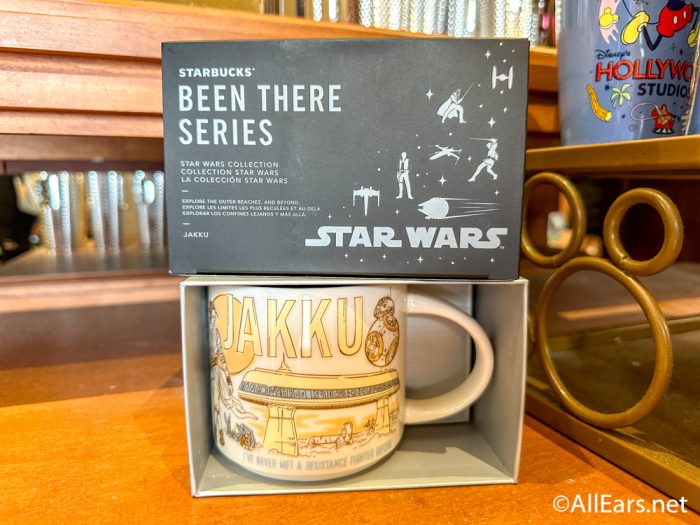 STARBUCKS®
BEEN THERE
SERIES
STAR WARS COLLECTION
COLLECTION STAR WARS
LA COLECCIÓN STAR WARS
EXPLORE THE OUTER REACHES, AND BEYOND.
EXPLORE LES LIMITES LES PLUS RECULÉES ET AU-DELÀ.
EXPLORAR LOS CONFINES LEJANOS Y MÁS ALLÁ.
JAKKU
STAR WARS
Disney's
HOLLYWO
STUDIOS
JAKKU
I'VE NEVER MET A RESISTANCE FIGHTER
©AllEars.net